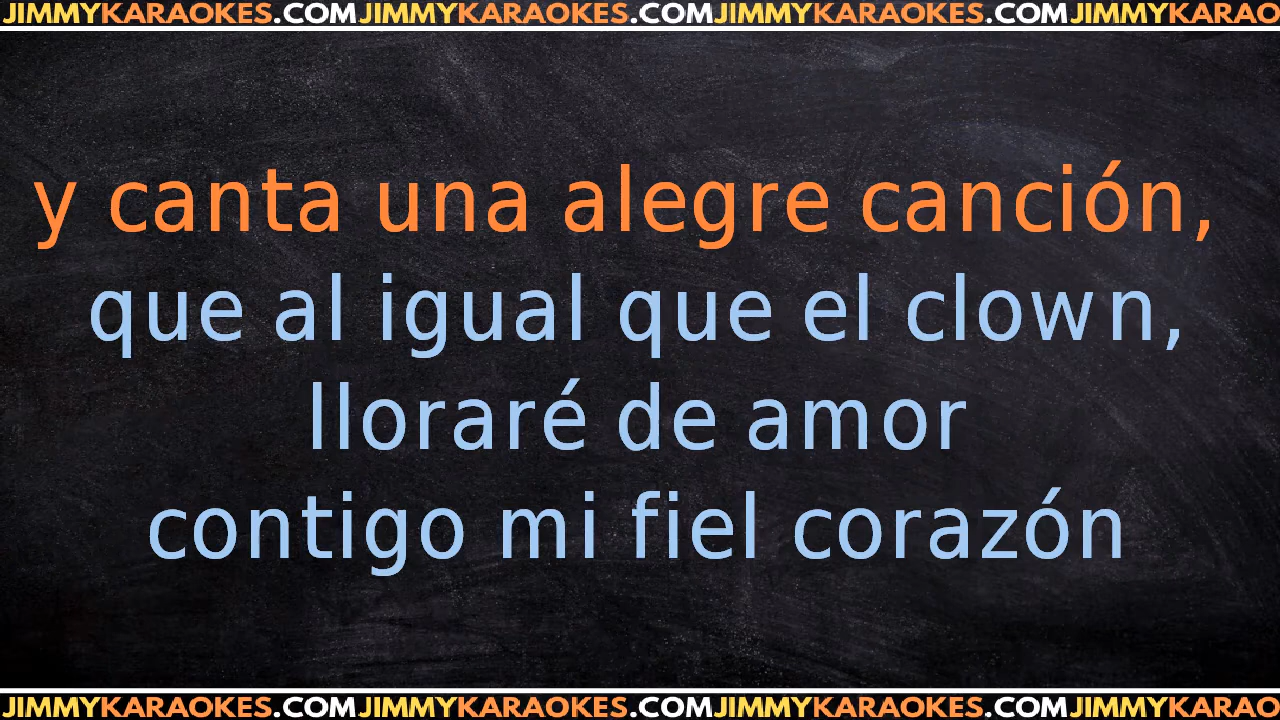 JIMMYKARAOKES.COMJIMMYKARAOKES.COMJIMMYKARAOKES.COMJIMMYKARAO
y canta una alegre canción,
que al igual que el clown,
lloraré de amor
contigo mi fiel corazón
JIMMYKARAOKES.COMJIMMYKARAOKES.COMJIMMYKARAOKES.COMJIMMYKARAO